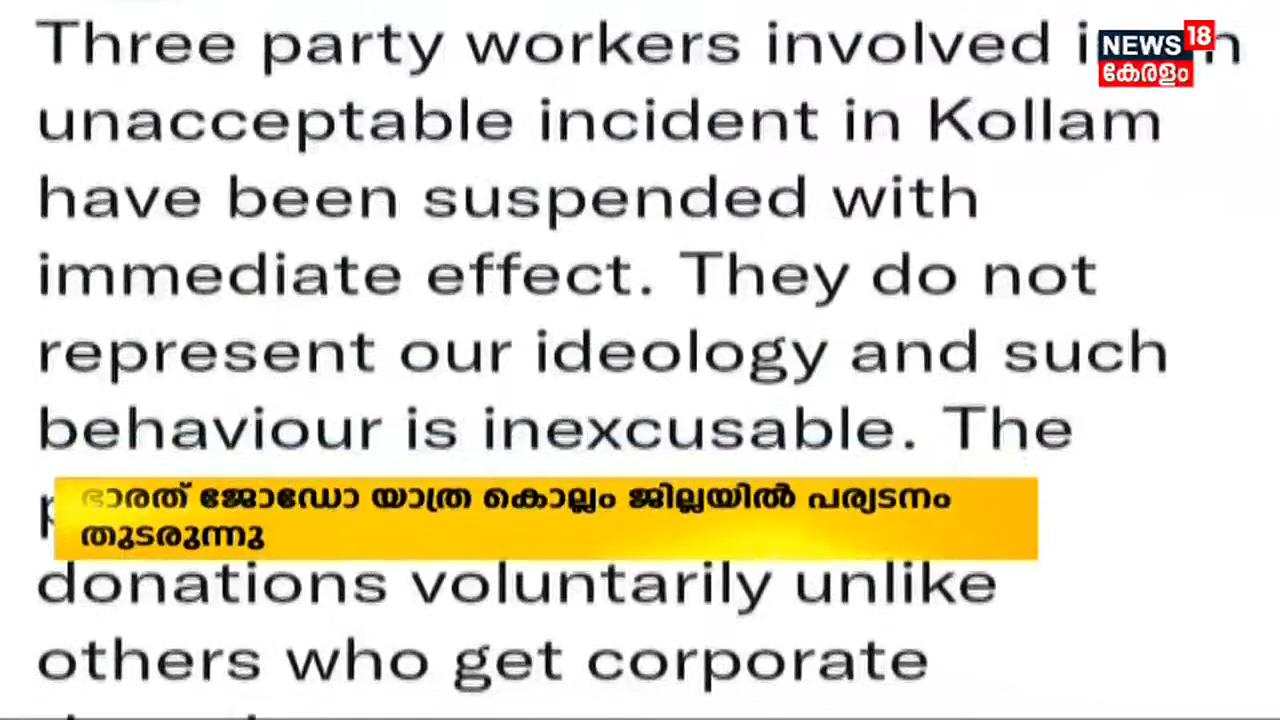 Three party workers involved in
NEWS 18
കേരളം
unacceptable incident in Kollam
have been suspended with
immediate effect. They do not
represent our ideology and such
behaviour is inexcusable. The
ഭാരത് ജോഡോ യാത്ര കൊല്ലം ജില്ലയിൽ പര്യടനം
തുടരുന്നു
donations voluntarily unlike
others who get corporate